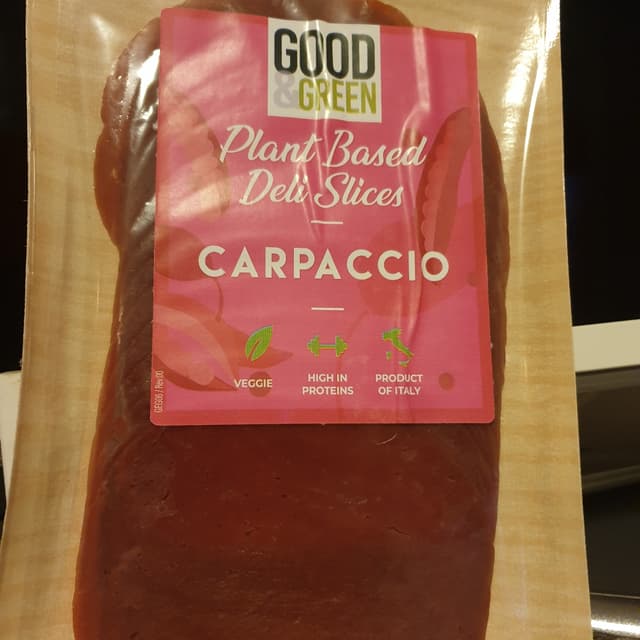 GOOD
& GREEN
Plant Based
Deli Slices
CARPACCIO
VEGGIE
HIGH IN
PROTEINS
PRODUCT
OF ITALY